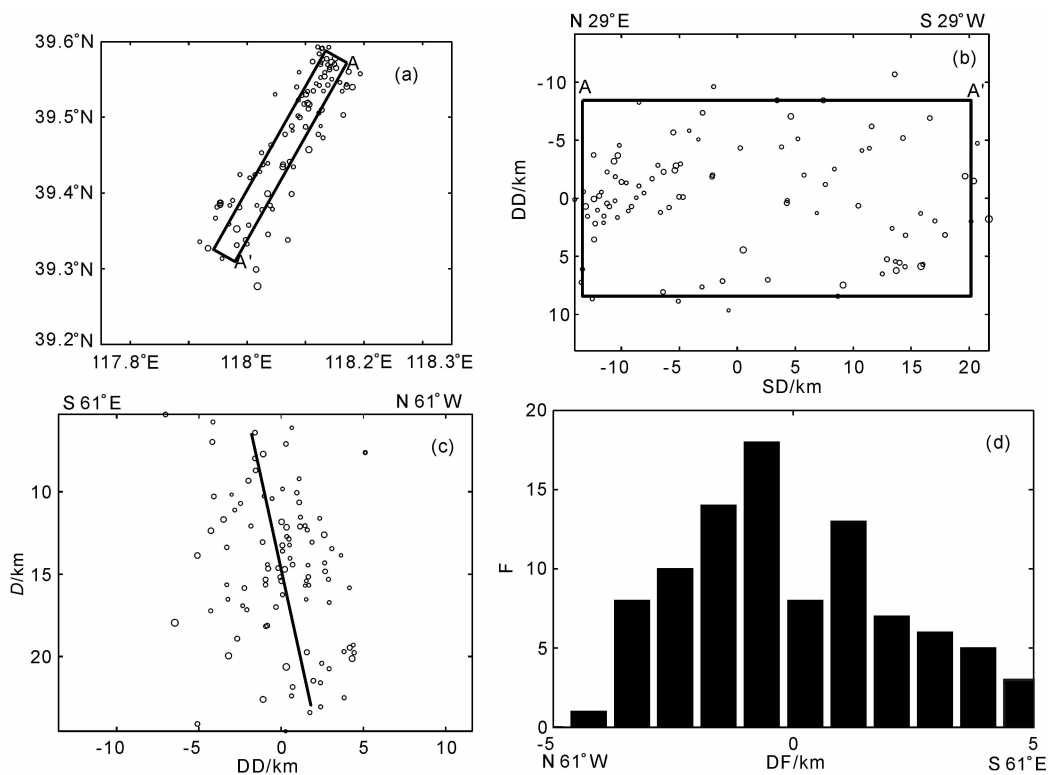 39.6°N
39.5°N
39.4°N
39.3°N
39.2°N
117.8°E 118°E 118.2°E 118.3°E
(a)
A
A'
N 29°E S 29°W
(b)
A A'
-10
-5
0
5
10
DD/km
-10 -5 0 5 10 15 20
SD/km
S 61°E N 61°W
(c)
10
15
20
D/km
-10 -5 0 5 10
DD/km
20
15
10
5
0
F
(d)
-5 0 5
N 61°W DF/km S 61°E